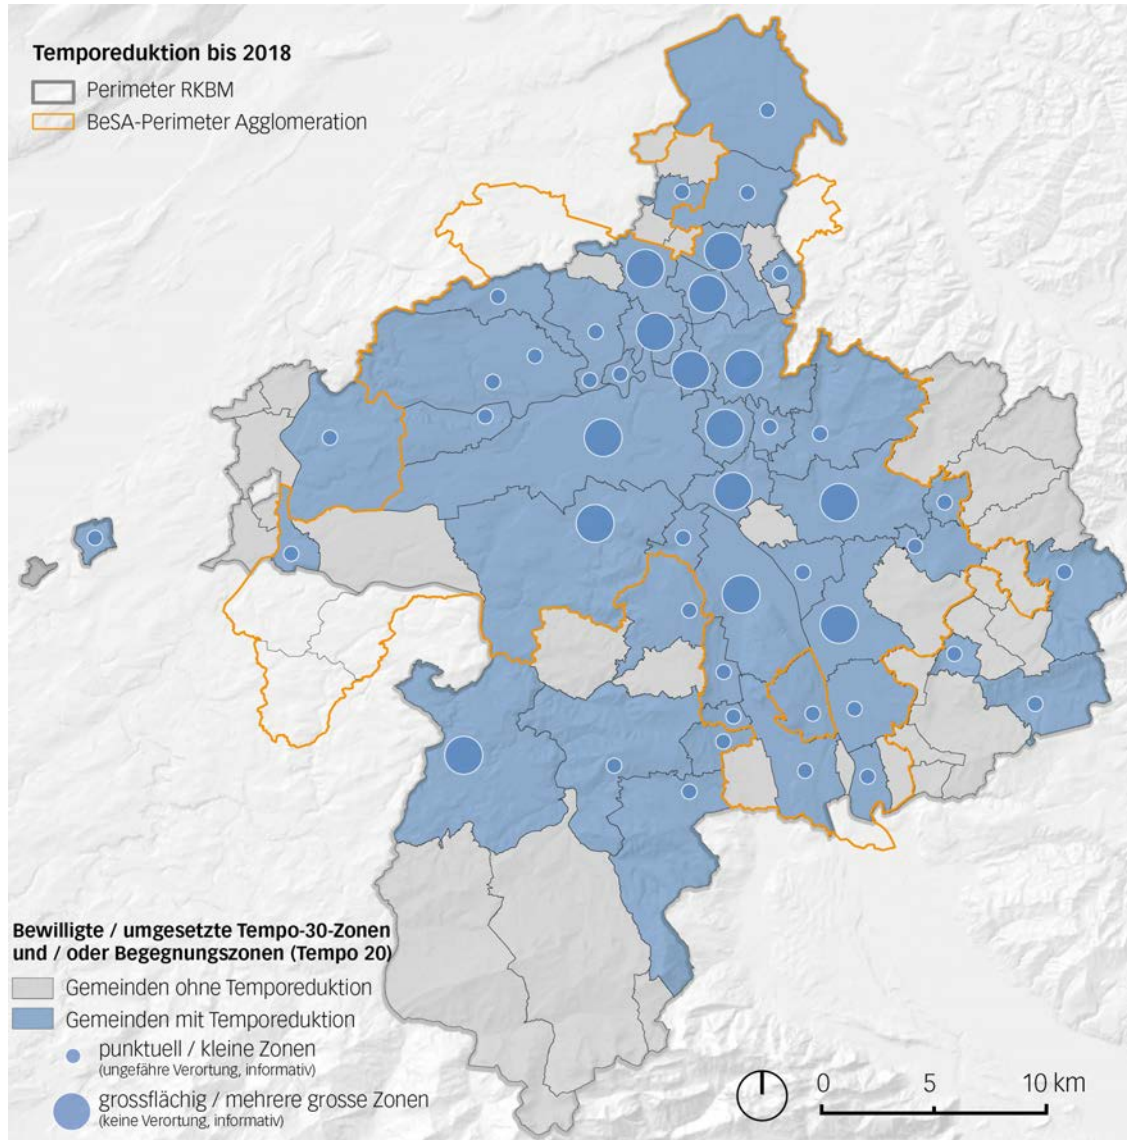 Temporeduktion bis 2018
Perimeter RKBM
BeSA-Perimeter Agglomeration
Bewilligte / umgesetzte Tempo-30-Zonen
und / oder Begegnungszonen (Tempo 20)
Gemeinden ohne Temporeduktion
Gemeinden mit Temporeduktion
punktuell / kleine Zonen
(ungefähre Verortung, informativ)
grossflächig / mehrere grosse Zonen
(keine Verortung, informativ)
0 5 10 km